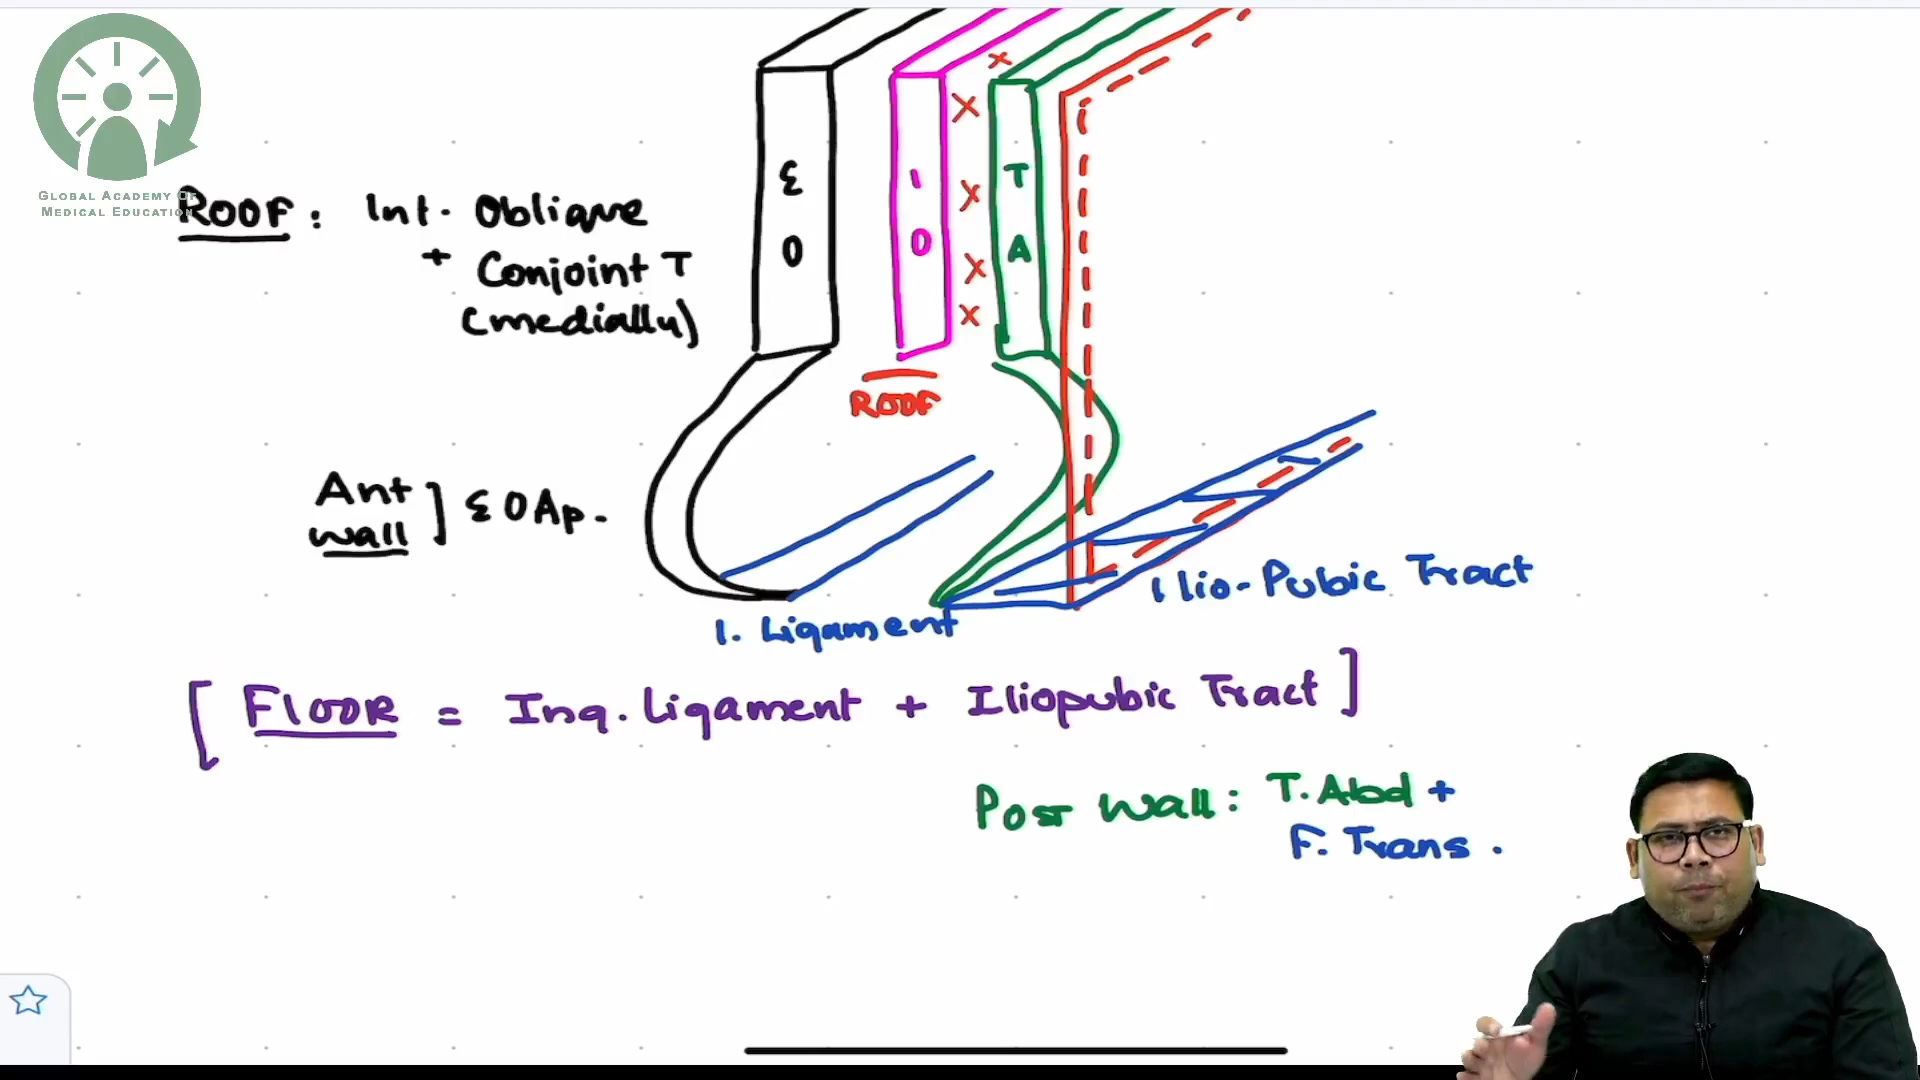 GLOBAL ACADEMY OF
MEDICAL EDUCATION
ROOF : Int. Oblique
+ Conjoint T
(medially)
E O
I O
T A
ROOF
Ant wall ] EOAp.
I. Ligament
Ilio-Pubic Tract
[ FLOOR = Ing. Ligament + Iliopubic Tract ]
Post Wall : T. Abd +
F. Trans.